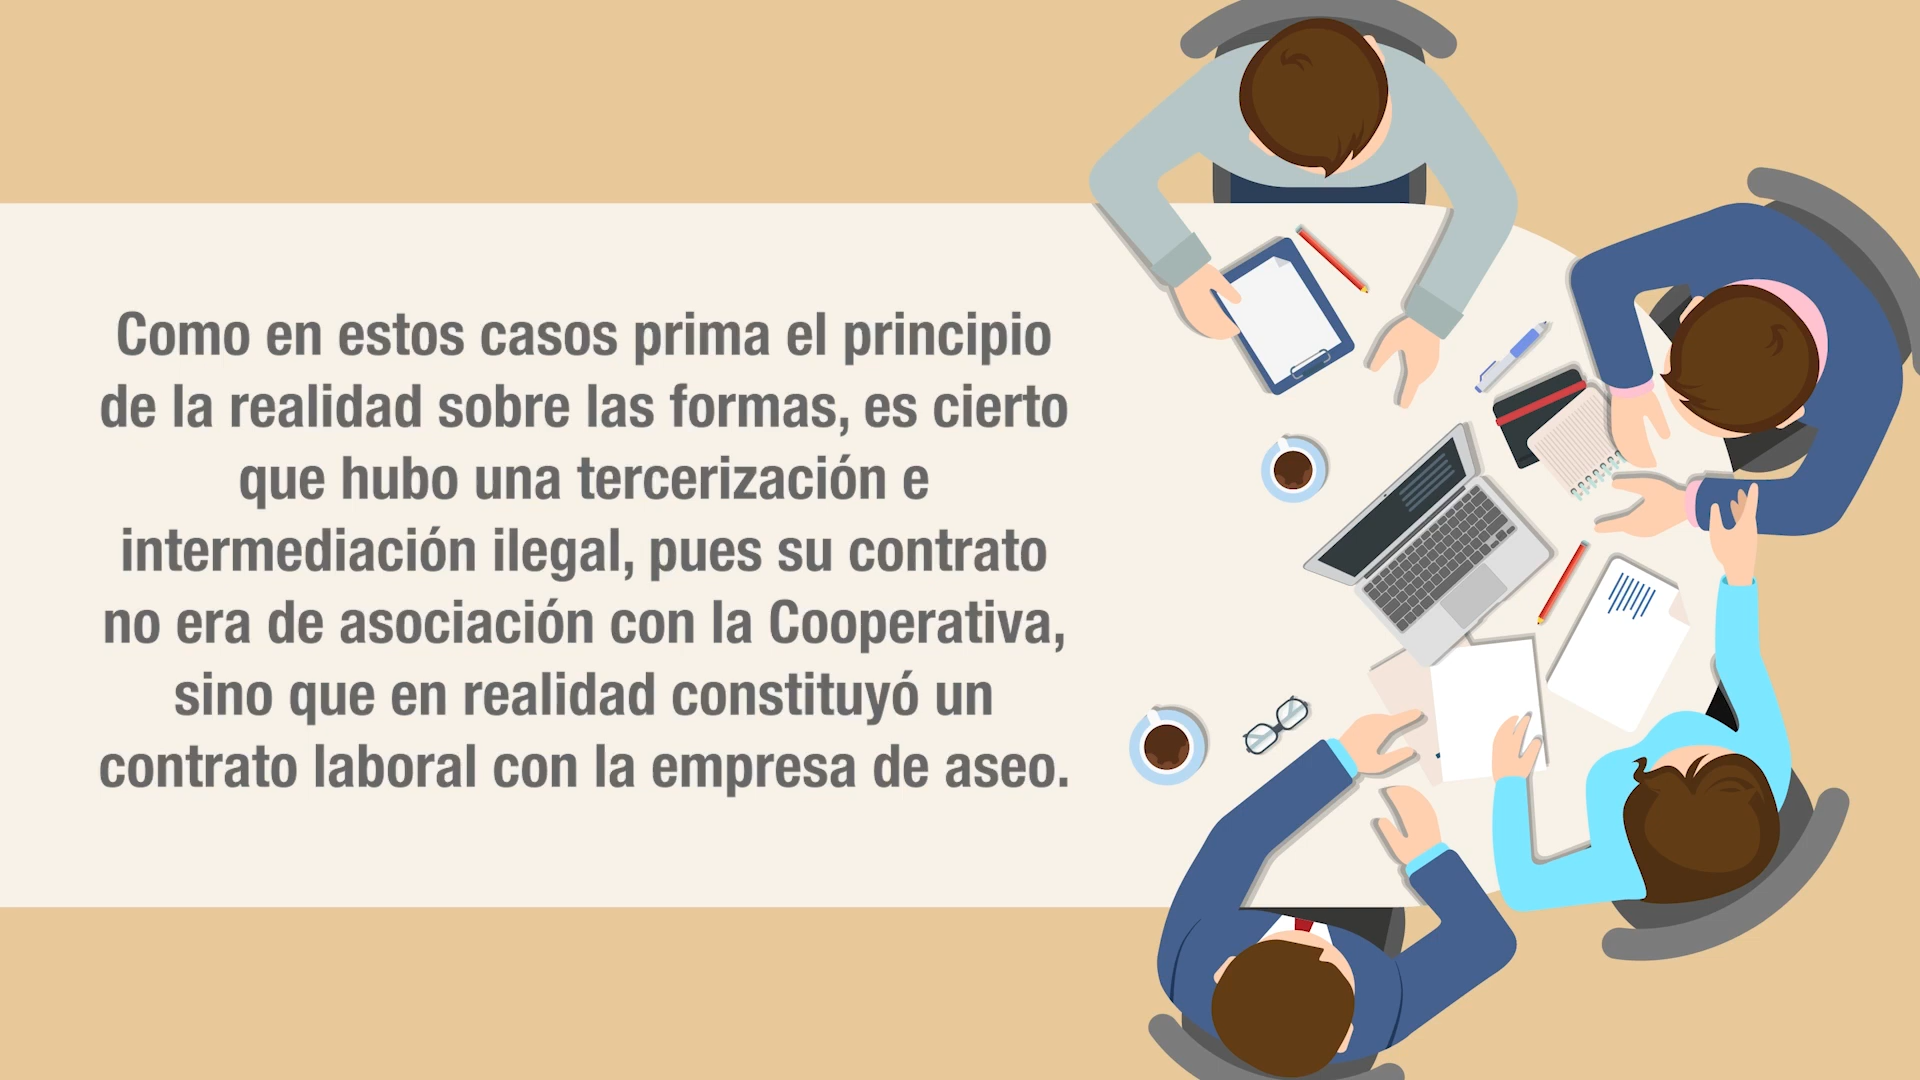 Como en estos casos prima el principio
de la realidad sobre las formas, es cierto
que hubo una tercerización e
intermediación ilegal, pues su contrato
no era de asociación con la Cooperativa,
sino que en realidad constituyó un
contrato laboral con la empresa de aseo.